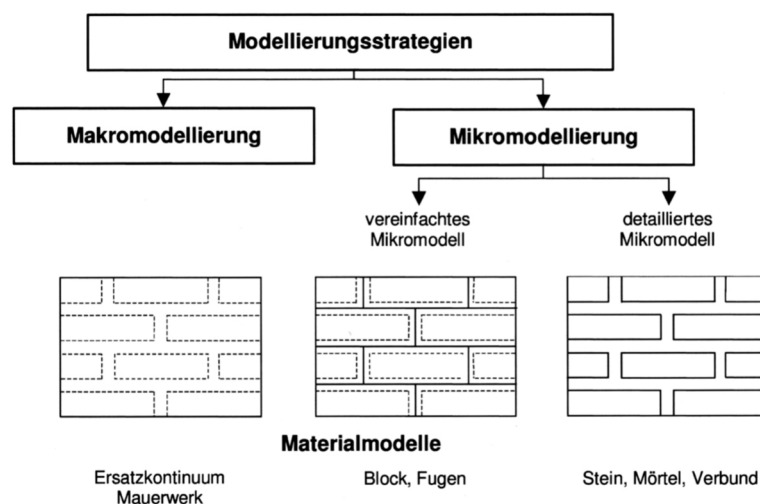 Modellierungsstrategien
Makromodellierung
Mikromodellierung
vereinfachtes
Mikromodell
detailliertes
Mikromodell
Materialmodelle
Ersatzkontinuum
Mauerwerk
Block, Fugen
Stein, Mörtel, Verbund